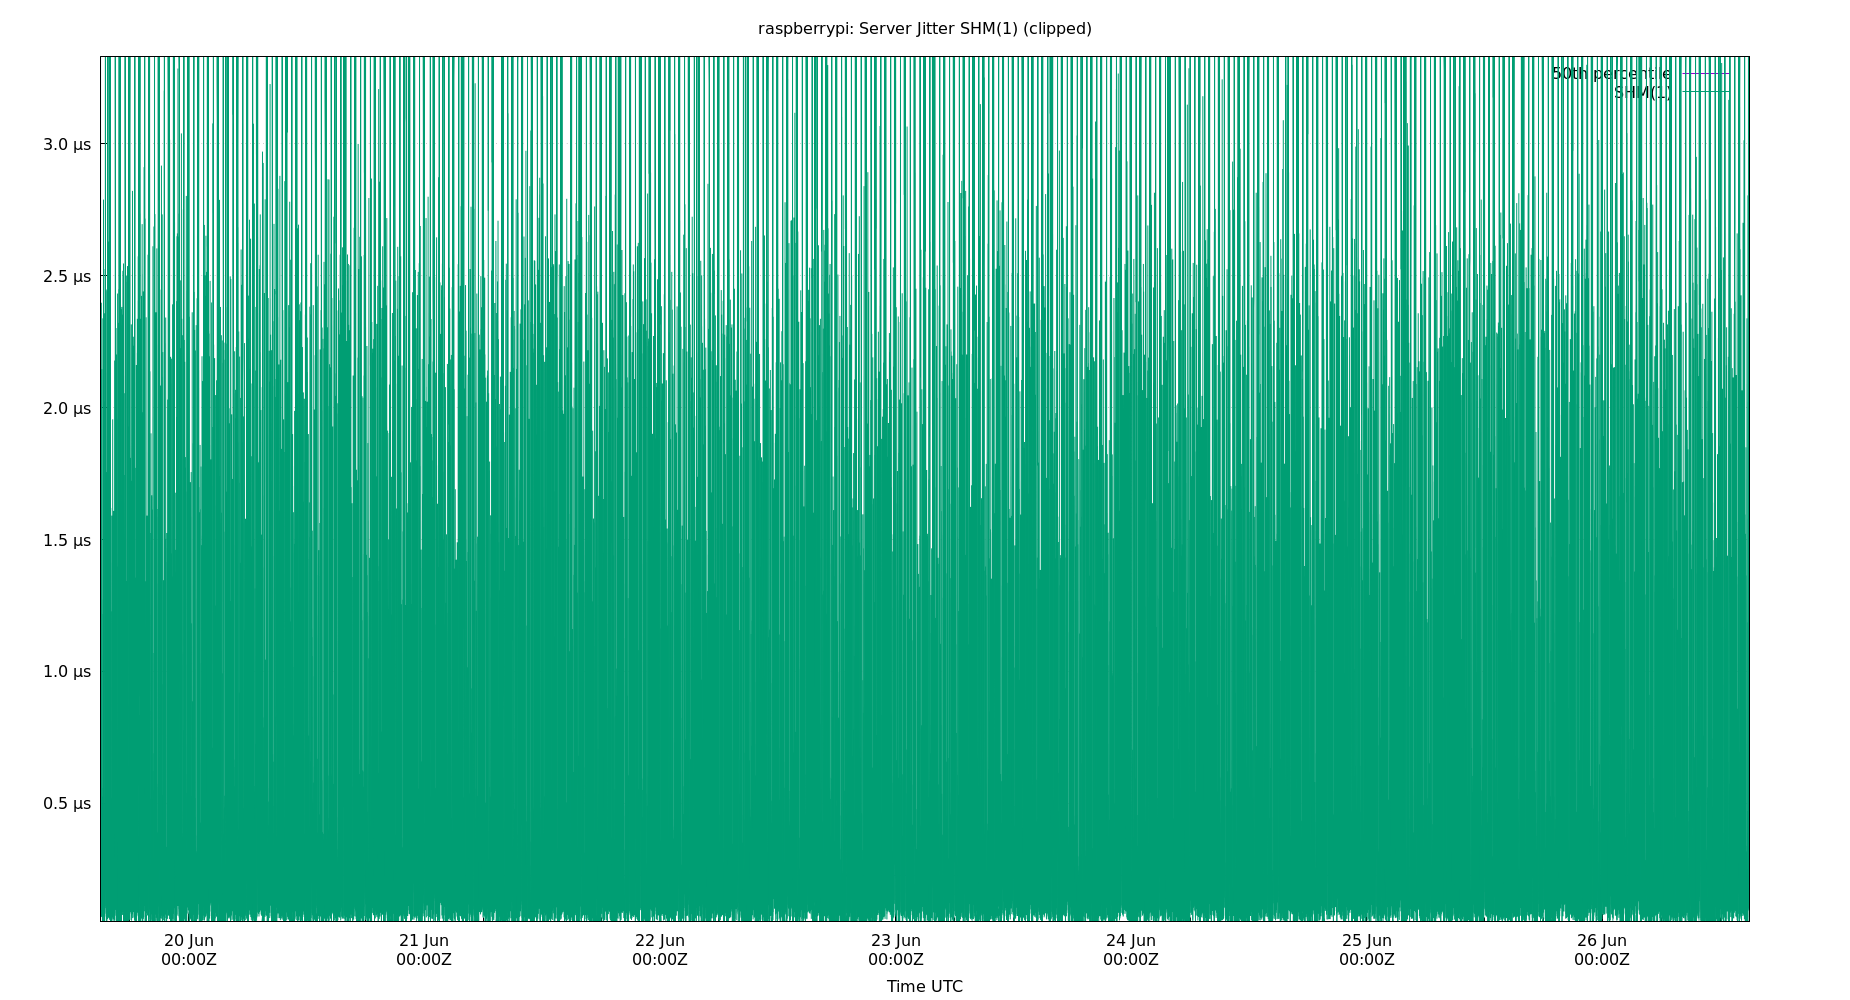 raspberrypi: Server Jitter SHM(1) (clipped)
50th percentile
SHM(1)
3.0 µs
2.5 µs
2.0 µs
1.5 µs
1.0 µs
0.5 µs
20 Jun 21 Jun 22 Jun 23 Jun 24 Jun 25 Jun 26 Jun
00:00Z 00:00Z 00:00Z 00:00Z 00:00Z 00:00Z 00:00Z
Time UTC